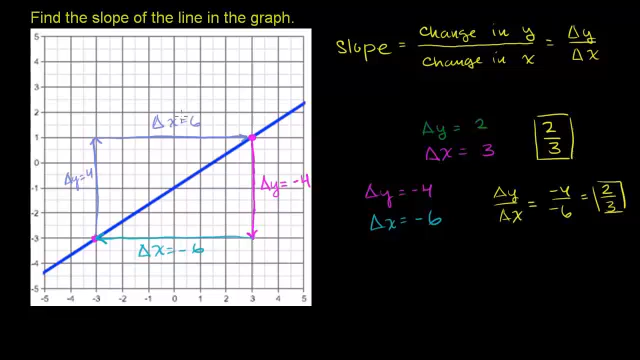 Find the slope of the line in the graph.
slope = change in y / change in x = Δy / Δx
Δy = 2
Δx = 3
2/3
Δy = -4
Δx = -6
Δy / Δx = -4 / -6 = 2/3
Δx = 6
Δy = 4
Δy = -4
Δx = -6
5
4
3
2
1
0
-1
-2
-3
-4
-5
-5 -4 -3 -2 -1 0 1 2 3 4 5